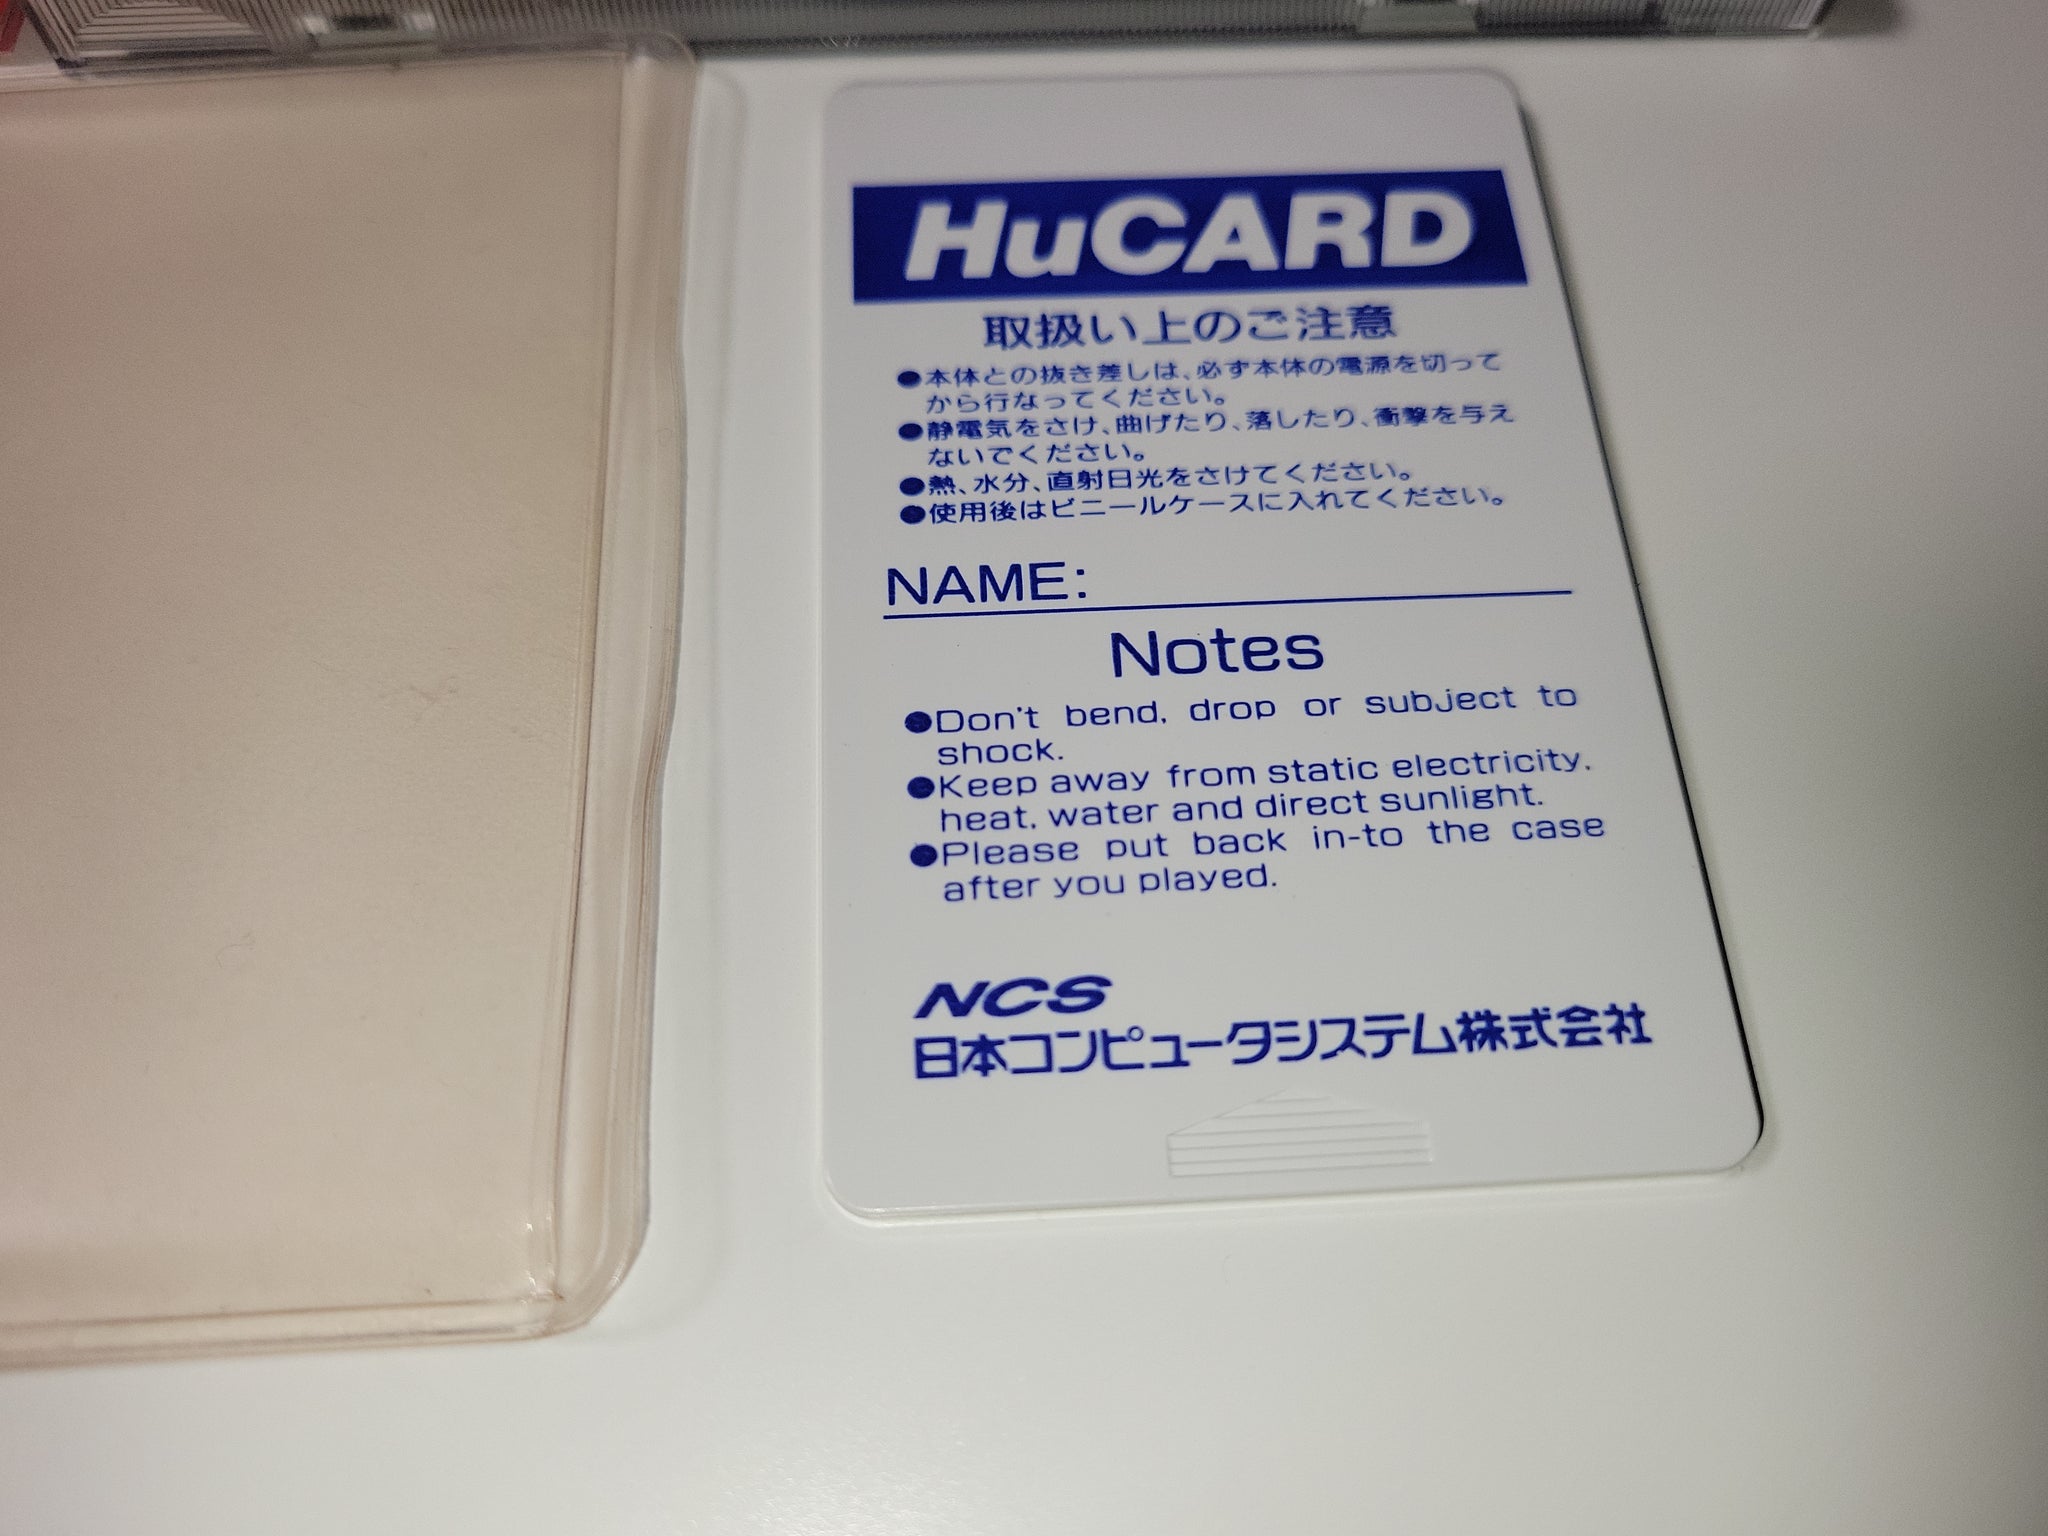 HuCARD
取扱い上のご注意
●本体との抜き差しは、必ず本体の電源を切って
から行なってください。
●静電気をさけ、曲げたり、落したり、衝撃を与え
ないでください。
●熱、水分、直射日光をさけてください。
●使用後はビニールケースに入れてください。
NAME:
Notes
●Don't bend, drop or subject to
shock.
●Keep away from static electricity,
heat, water and direct sunlight.
●Please put back in-to the case
after you played.
NCS
日本コンピュータシステム株式会社